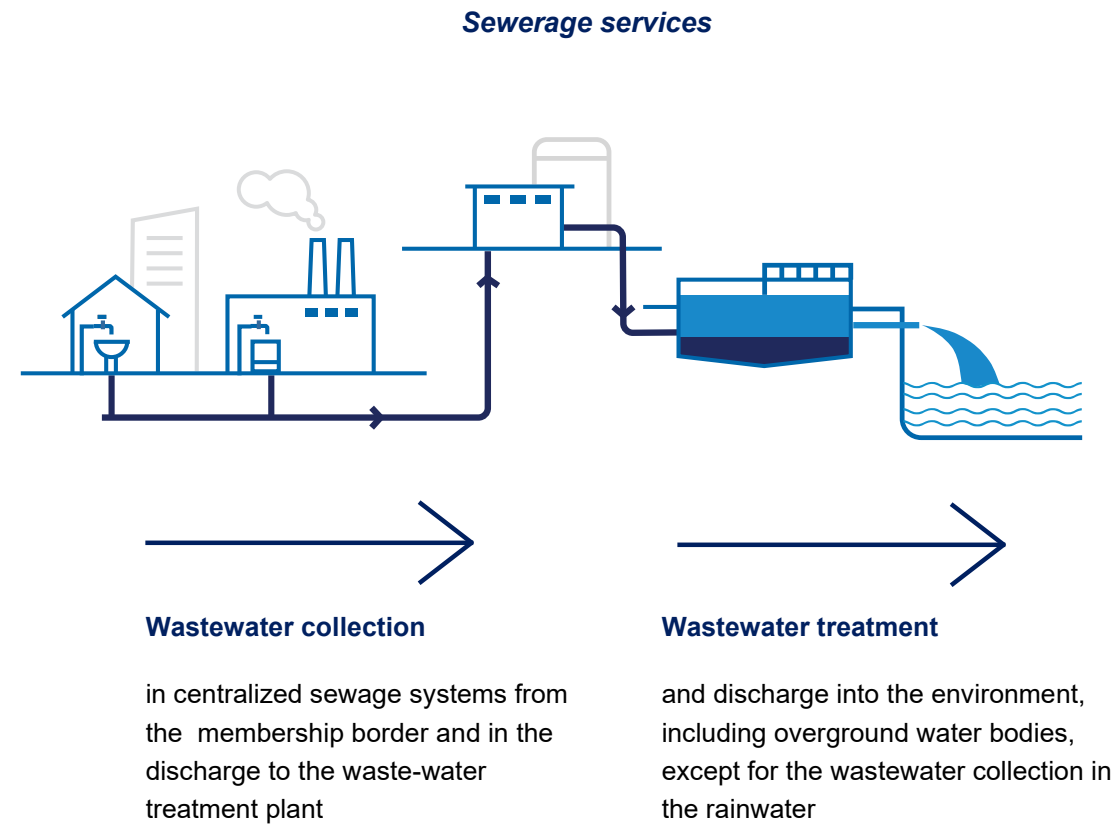 Sewerage services
Wastewater collection
in centralized sewage systems from
the  membership border and in the
discharge to the waste-water
treatment plant
Wastewater treatment
and discharge into the environment,
including overground water bodies,
except for the wastewater collection in
the rainwater